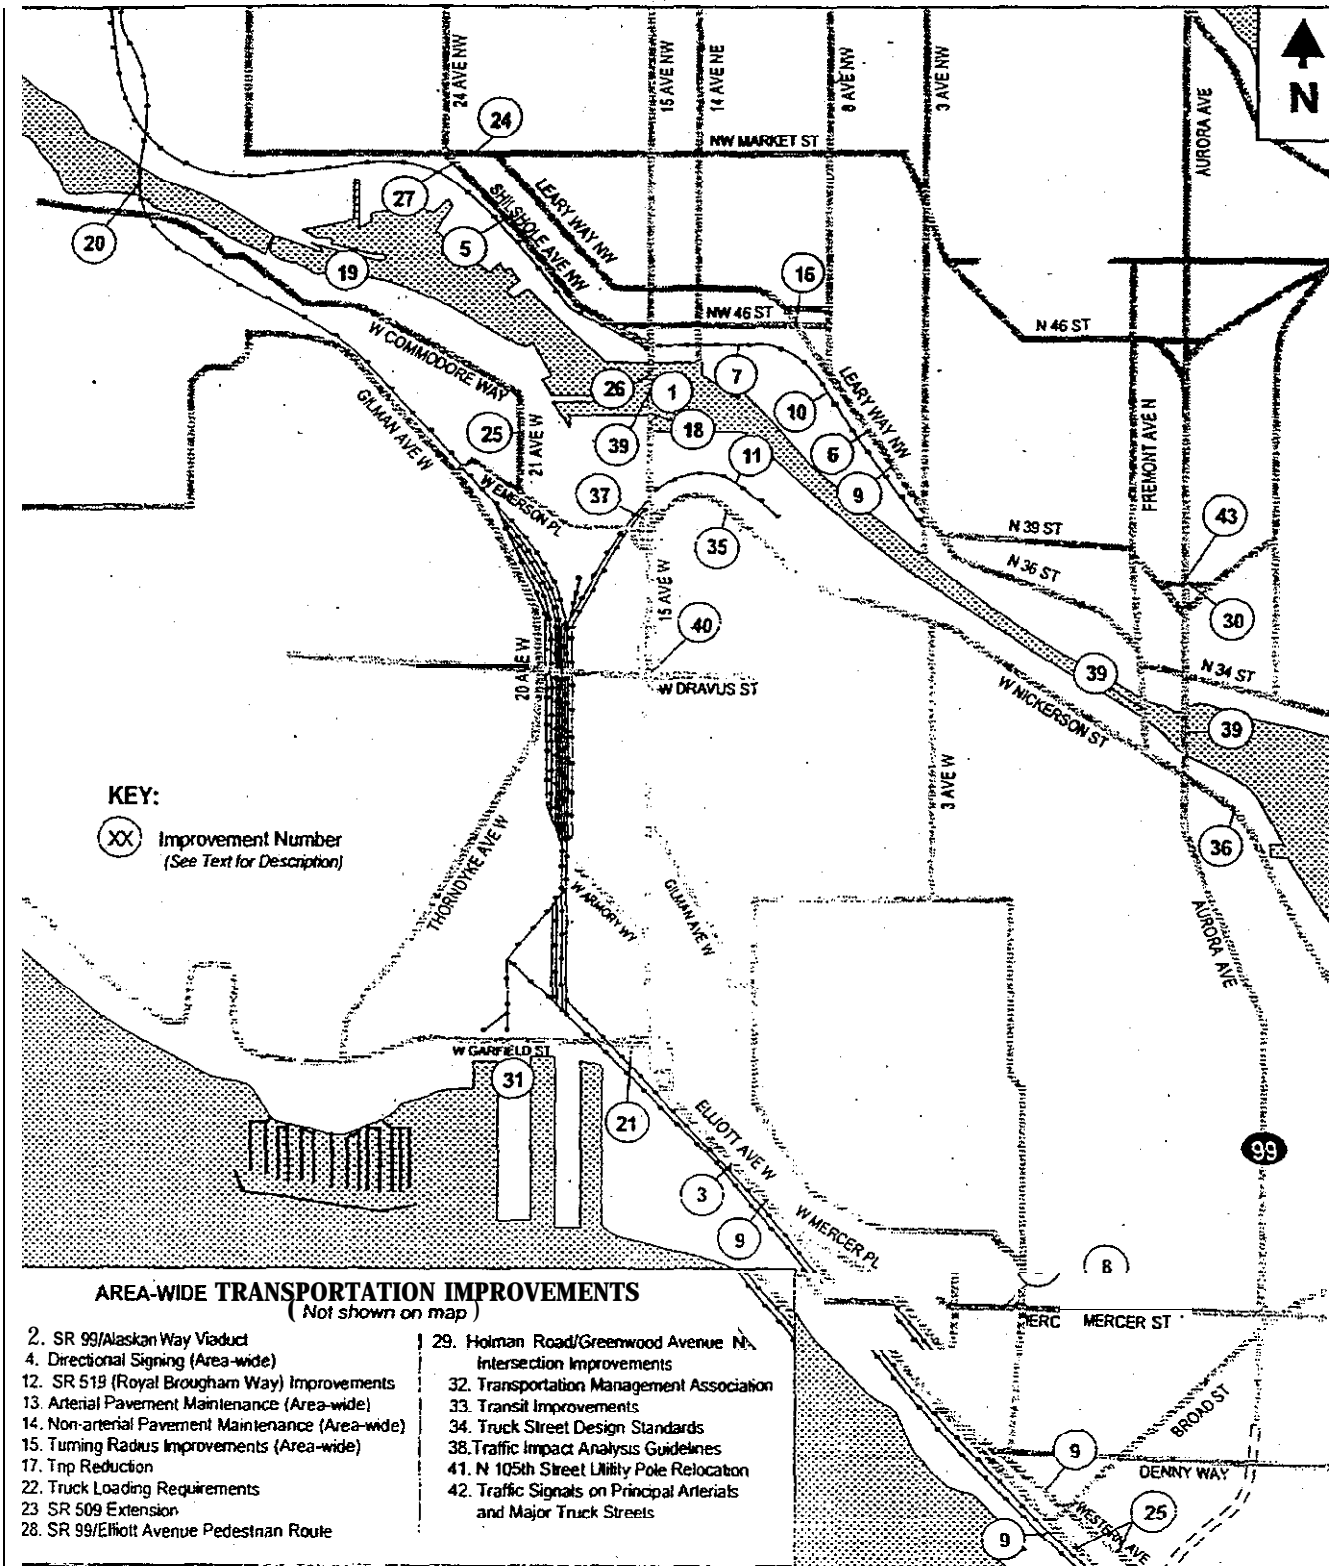 24 AVE NW
15 AVE NW
14 AVE NE
8 AVE NW
3 AVE NW
AURORA AVE
N
24
NW MARKET ST
27
SHILSHOLE AVE NW
LEARY WAY NW
20
5
19
16
NW 46 ST
N 46 ST
W COMMODORE WAY
GILMAN AVE W
26
1
7
10
LEARY WAY NW
FREMONT AVE N
25
21 AVE W
39
18
11
6
9
W EMERSON PL
37
35
N 39 ST
43
N 36 ST
15 AVE W
30
40
20 AVE W
W DRAVUS ST
39
N 34 ST
W NICKERSON ST
39
3 AVE W
KEY:
XX Improvement Number
(See Text for Description)
36
THORNDYKE AVE W
W ARMORY WY
GILMAN AVE W
AURORA AVE
W GARFIELD ST
31
21
ELLIOTT AVE W
99
3
9
W MERCER PL
8
ERC
MERCER ST
BROAD ST
9
DENNY WAY
WESTERN AVE
25
9
AREA-WIDE TRANSPORTATION IMPROVEMENTS
( Not shown on map )
2. SR 99/Alaskan Way Viaduct
4. Directional Signing (Area-wide)
12. SR 519 (Royal Brougham Way) Improvements
13. Arterial Pavement Maintenance (Area-wide)
14. Non-arterial Pavement Maintenance (Area-wide)
15. Turning Radius Improvements (Area-wide)
17. Trip Reduction
22. Truck Loading Requirements
23 SR 509 Extension
28. SR 99/Elliott Avenue Pedestrian Route
29. Holman Road/Greenwood Avenue N.
Intersection Improvements
32. Transportation Management Association
33. Transit Improvements
34. Truck Street Design Standards
38. Traffic Impact Analysis Guidelines
41. N 105th Street Utility Pole Relocation
42. Traffic Signals on Principal Arterials
and Major Truck Streets